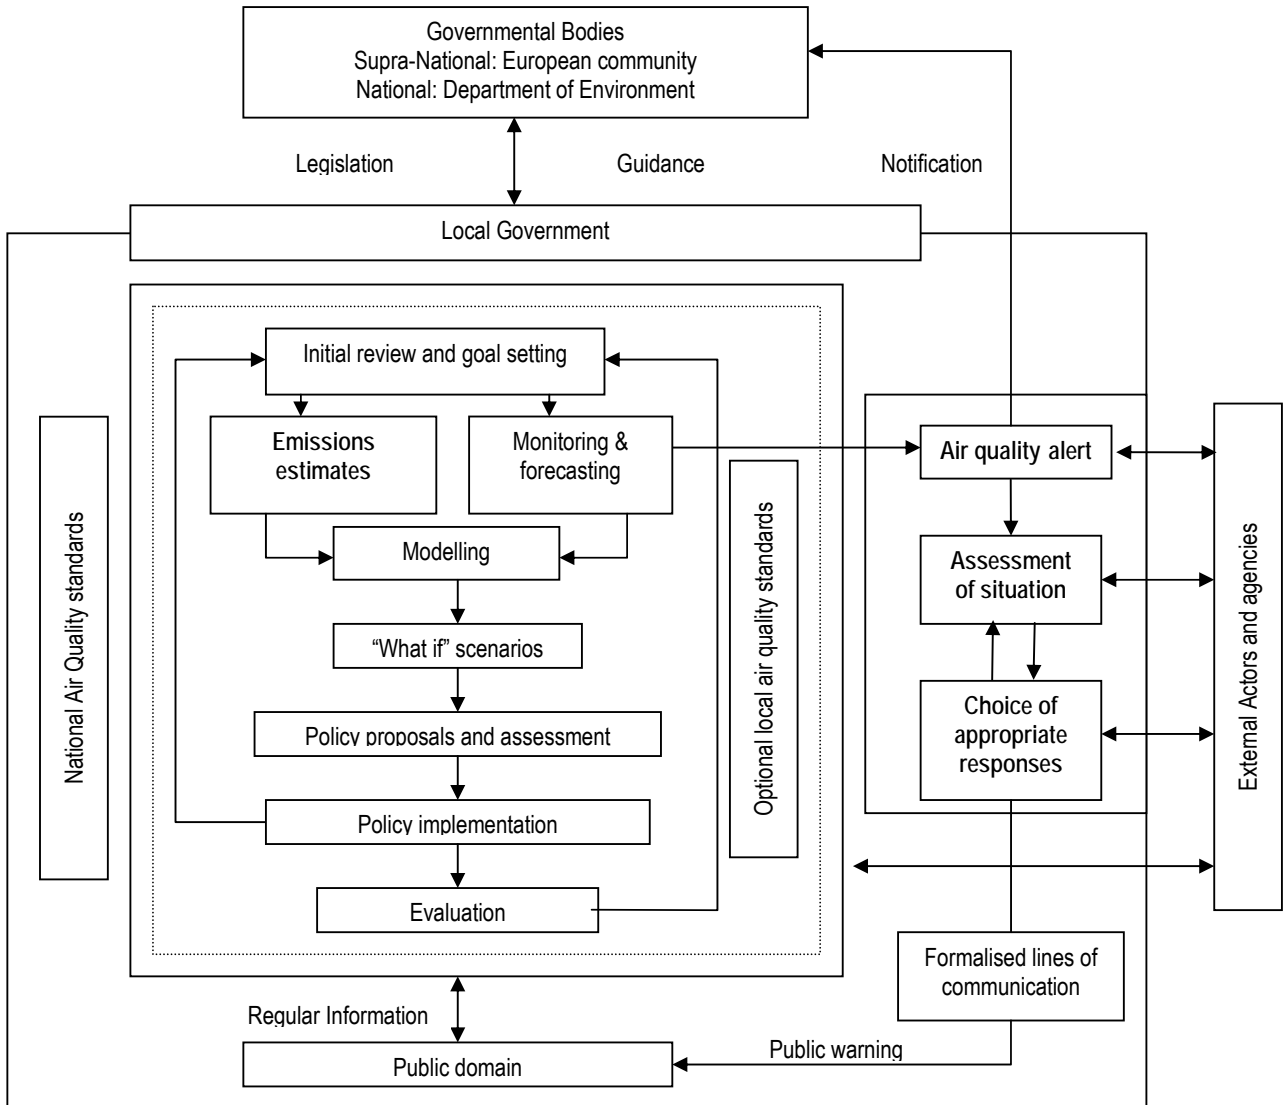 Governmental Bodies
Supra-National: European community
National: Department of Environment
Legislation
Guidance
Notification
Local Government
Initial review and goal setting
Emissions
estimates
Monitoring &
forecasting
Air quality alert
Modelling
Assessment
of situation
"What if" scenarios
Choice of
appropriate
responses
Policy proposals and assessment
Policy implementation
Evaluation
National Air Quality standards
Optional local air quality standards
External Actors and agencies
Formalised lines of
communication
Regular Information
Public warning
Public domain